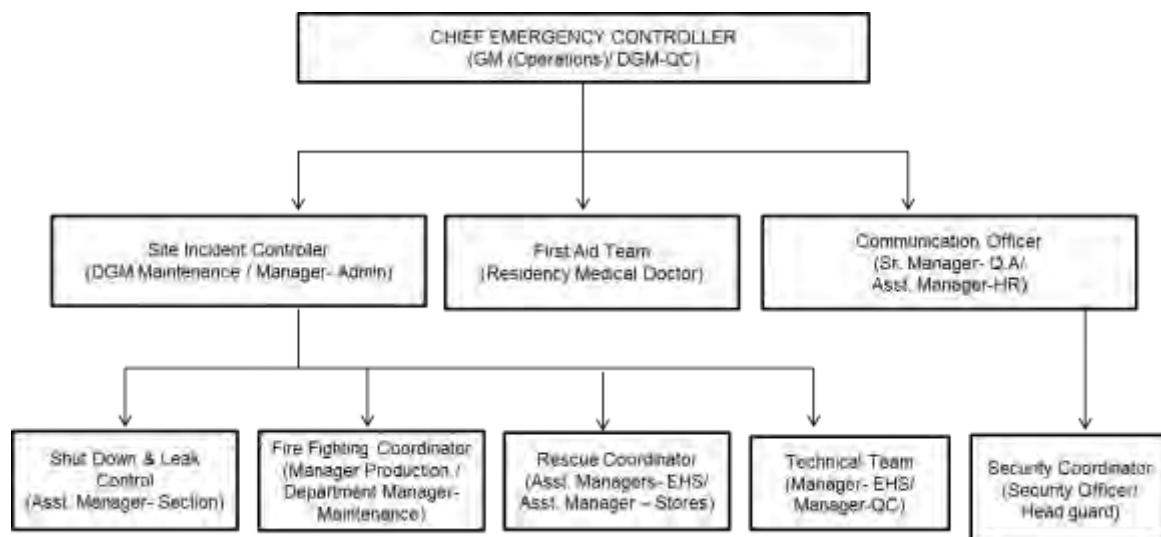 CHIEF EMERGENCY CONTROLLER
(GM (Operations)/ DGM-QC)
Site Incident Controller
(DGM Maintenance / Manager- Admin)
First Aid Team
(Residency Medical Doctor)
Communication Officer
(Sr. Manager- Q.A/
Asst. Manager-HR)
Shut Down & Leak
Control
(Asst. Manager- Section)
Fire Fighting Coordinator
(Manager Production /
Department Manager-
Maintenance)
Rescue Coordinator
(Asst. Managers- EHS/
Asst. Manager – Stores)
Technical Team
(Manager- EHS/
Manager-QC)
Security Coordinator
(Security Officer/
Head guard)